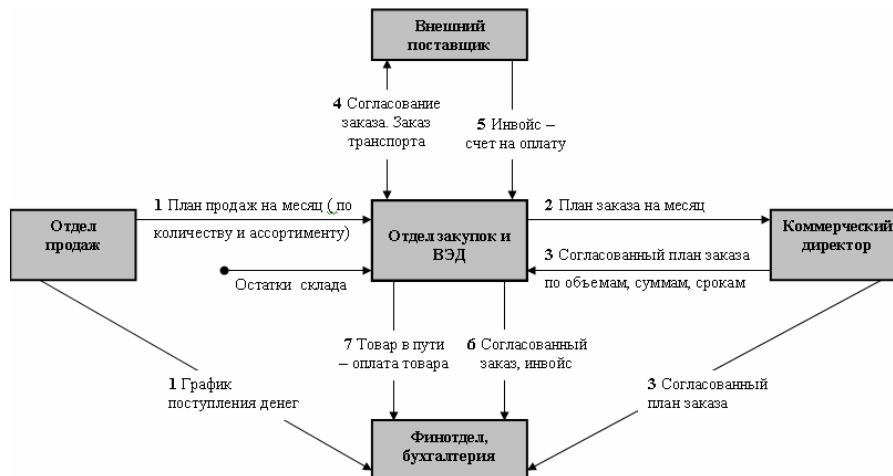 Внешний
поставщик
4 Согласование
заказа. Заказ
транспорта
5 Инвойс –
счет на оплату
1 План продаж на месяц ( по
количеству и ассортименту)
2 План заказа на месяц
Отдел
продаж
Отдел закупок и
ВЭД
Коммерческий
директор
3 Согласованный план заказа
по объемам, суммам, срокам
Остатки склада
7 Товар в пути
– оплата товара
6 Согласованный
заказ, инвойс
1 График
поступления денег
3 Согласованный
план заказа
Финотдел,
бухгалтерия